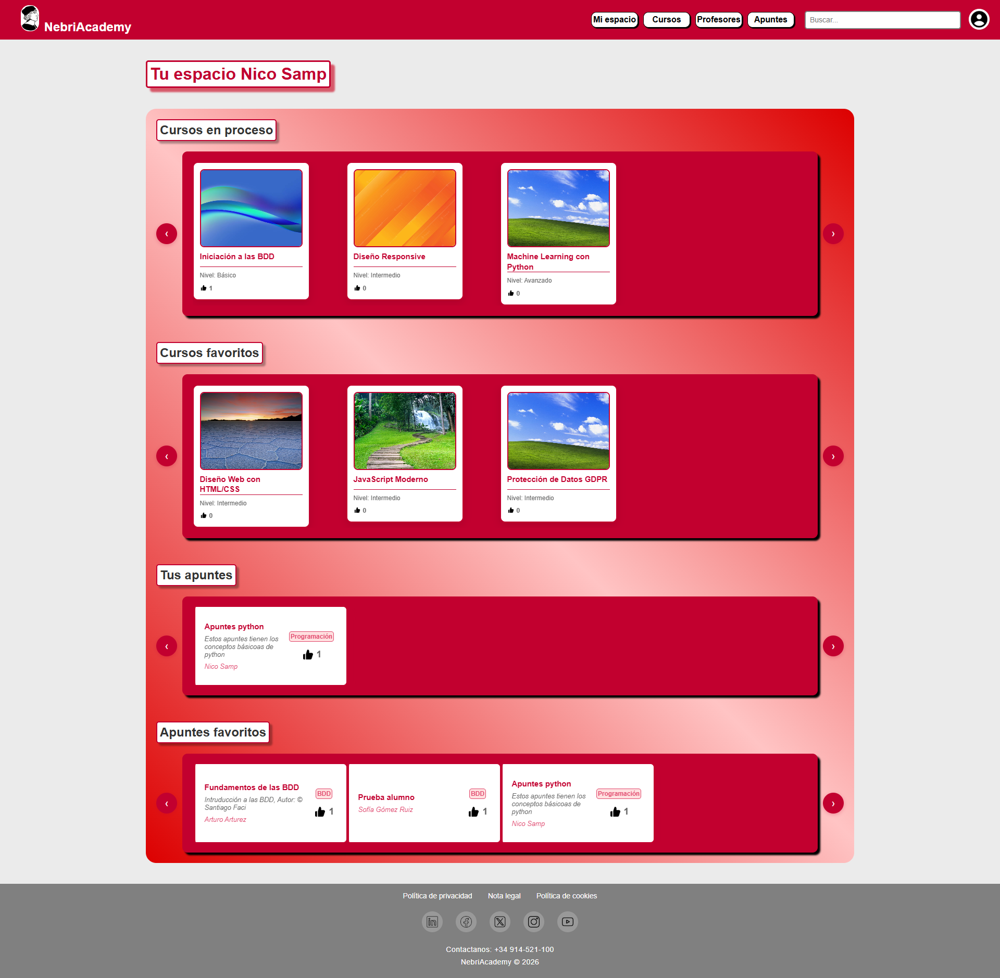 NebriAcademy
Mi espacio
Cursos
Profesores
Apuntes
Buscar...
Tu espacio Nico Samp
Cursos en proceso
Iniciación a las BDD
Nivel: Básico
1
Diseño Responsive
Nivel: Intermedio
0
Machine Learning con
Python
Nivel: Avanzado
0
Cursos favoritos
Diseño Web con
HTML/CSS
Nivel: Intermedio
0
JavaScript Moderno
Nivel: Intermedio
0
Protección de Datos GDPR
Nivel: Intermedio
0
Tus apuntes
Apuntes python
Estos apuntes tienen los
conceptos básicoas de
python
Nico Samp
Programación
1
Apuntes favoritos
Fundamentos de las BDD
Intruducción a las BDD, Autor: ©
Santiago Faci
Arturo Arturez
BDD
1
Prueba alumno
Sofía Gómez Ruiz
BDD
1
Apuntes python
Estos apuntes tienen los
conceptos básicoas de
python
Nico Samp
Programación
1
Política de privacidad
Nota legal
Política de cookies
Contactanos: +34 914-521-100
NebriAcademy © 2026